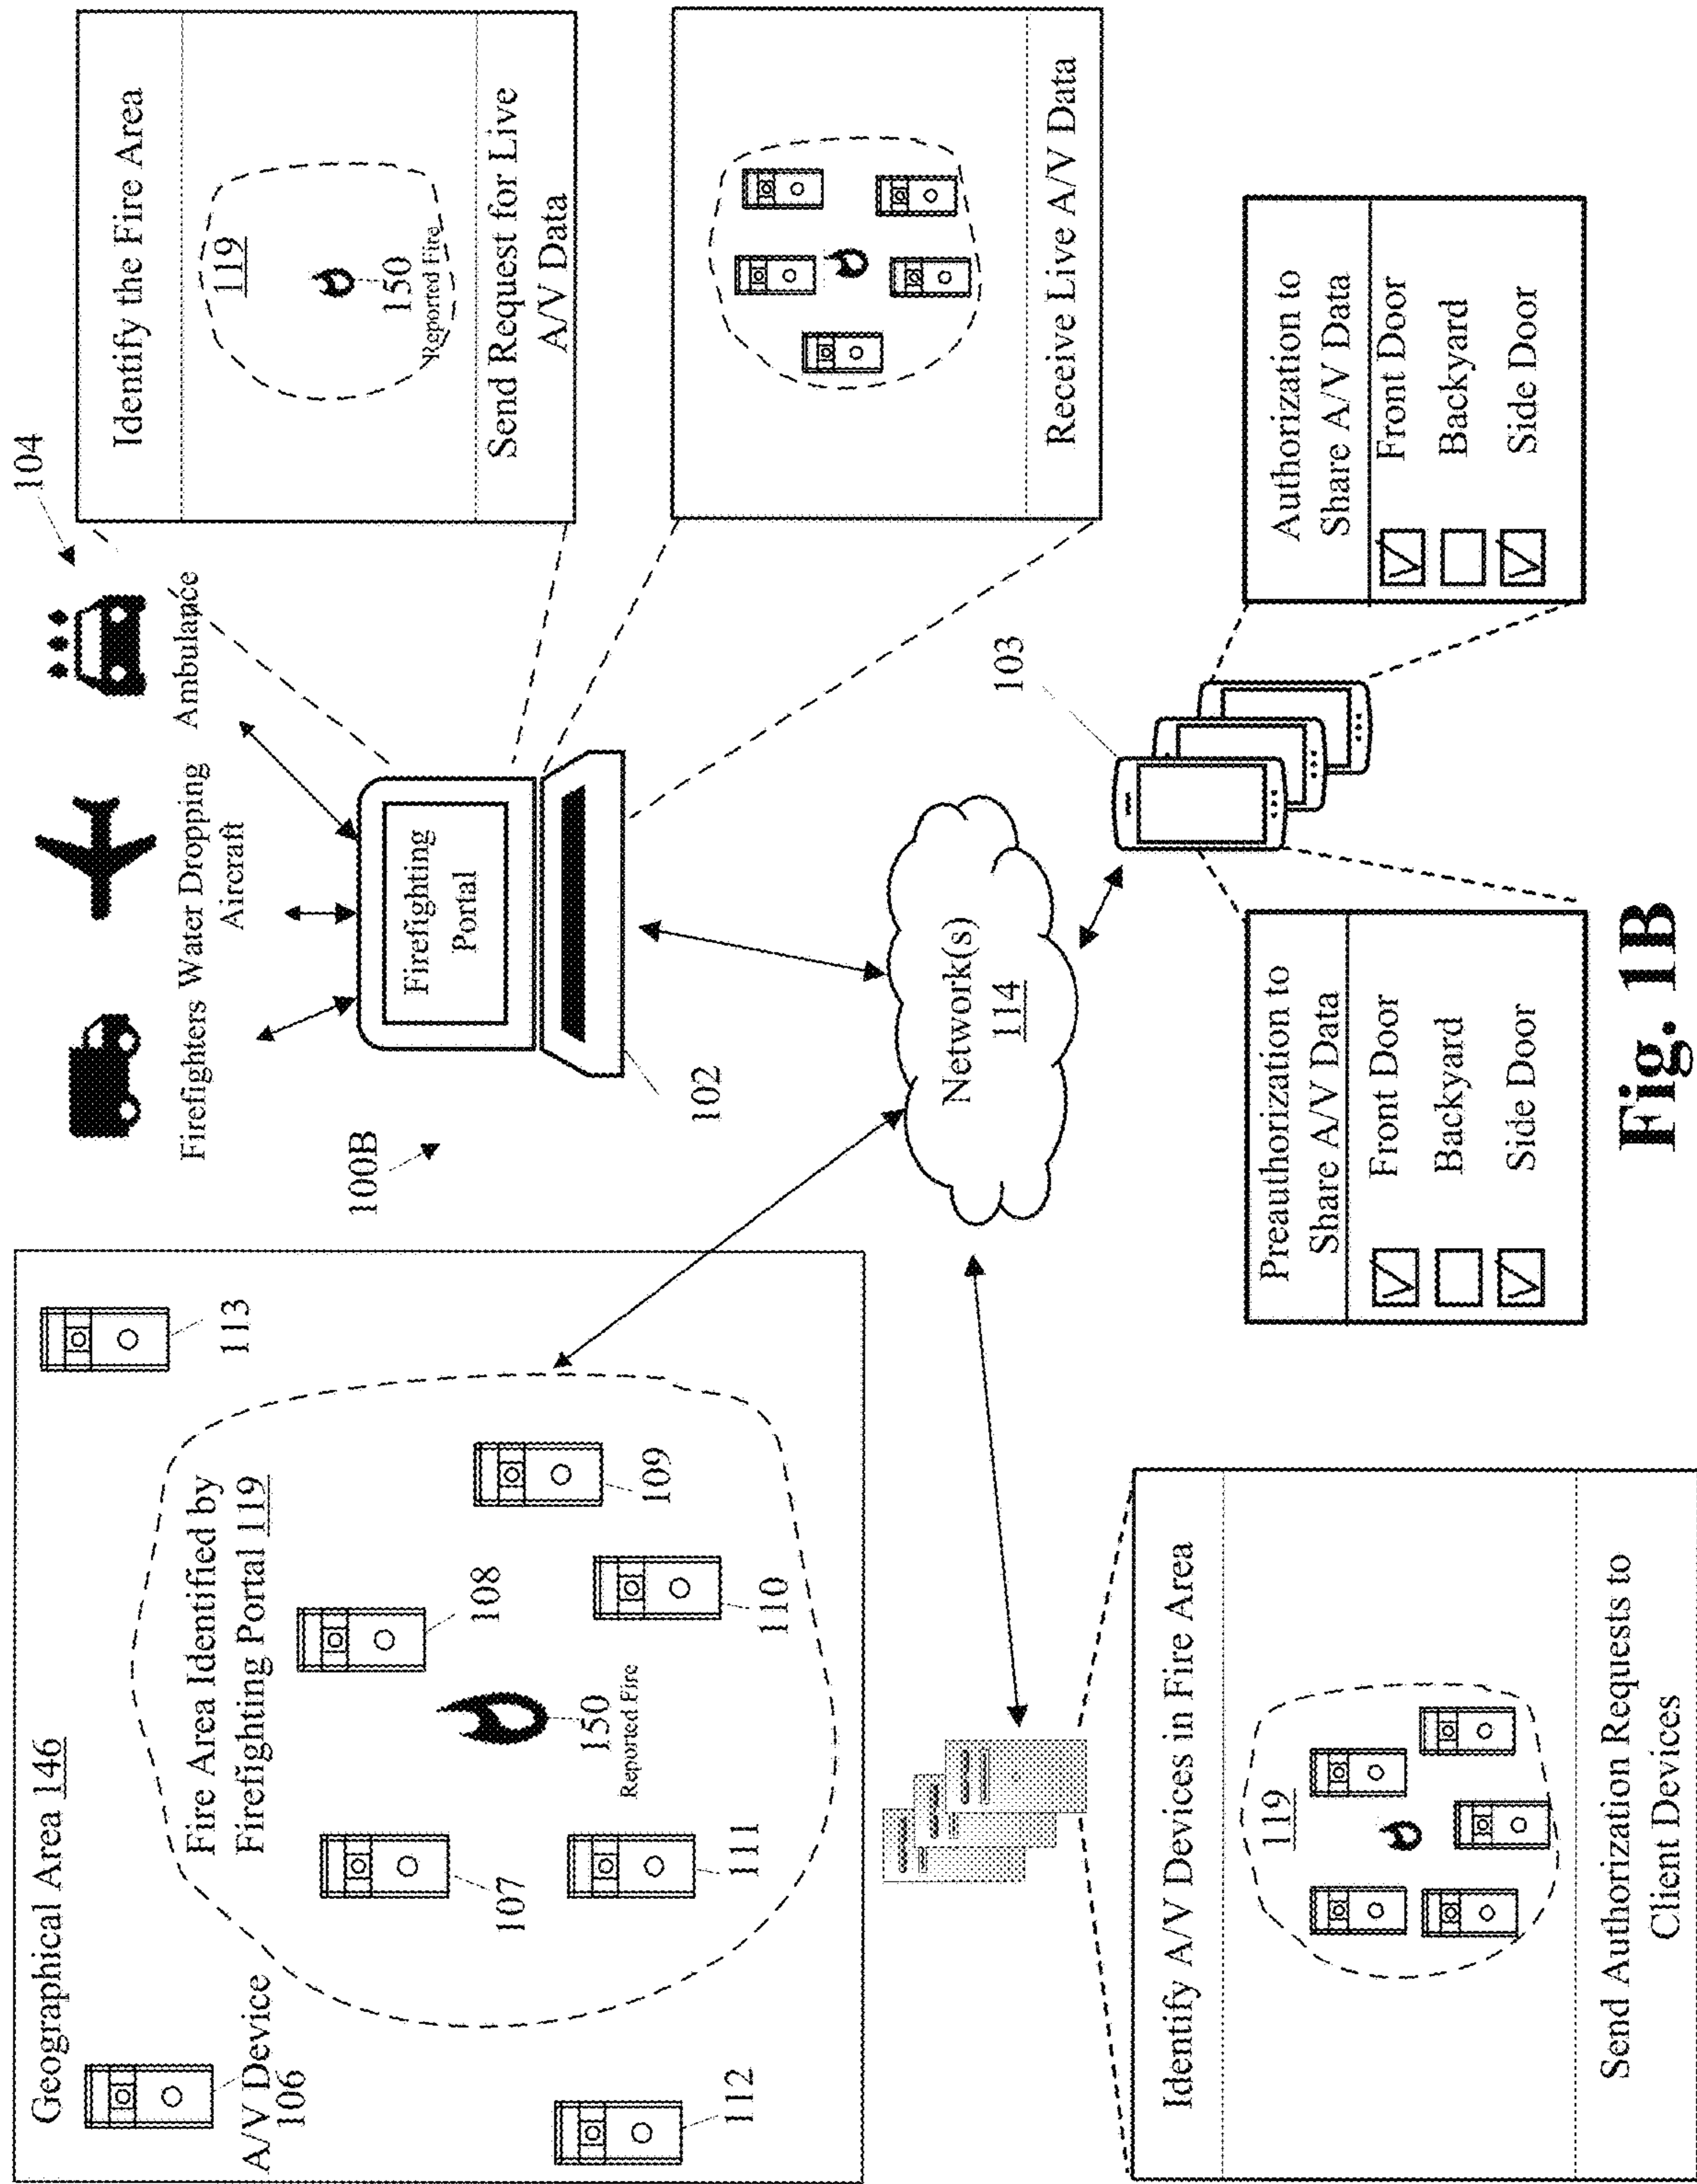 Geographical Area 146
A/V Device
106
Fire Area Identified by
Firefighting Portal 119
107
108
109
110
111
112
113
150
Reported Fire
100B
Firefighters
Water Dropping
Aircraft
Ambulance
104
Firefighting
Portal
102
Identify the Fire Area
119
150
Reported Fire
Send Request for Live
A/V Data
Receive Live A/V Data
Network(s)
114
103
Identify A/V Devices in Fire Area
119
Send Authorization Requests to
Client Devices
Preauthorization to
Share A/V Data
Front Door
Backyard
Side Door
Authorization to
Share A/V Data
Front Door
Backyard
Side Door
Fig. 1B